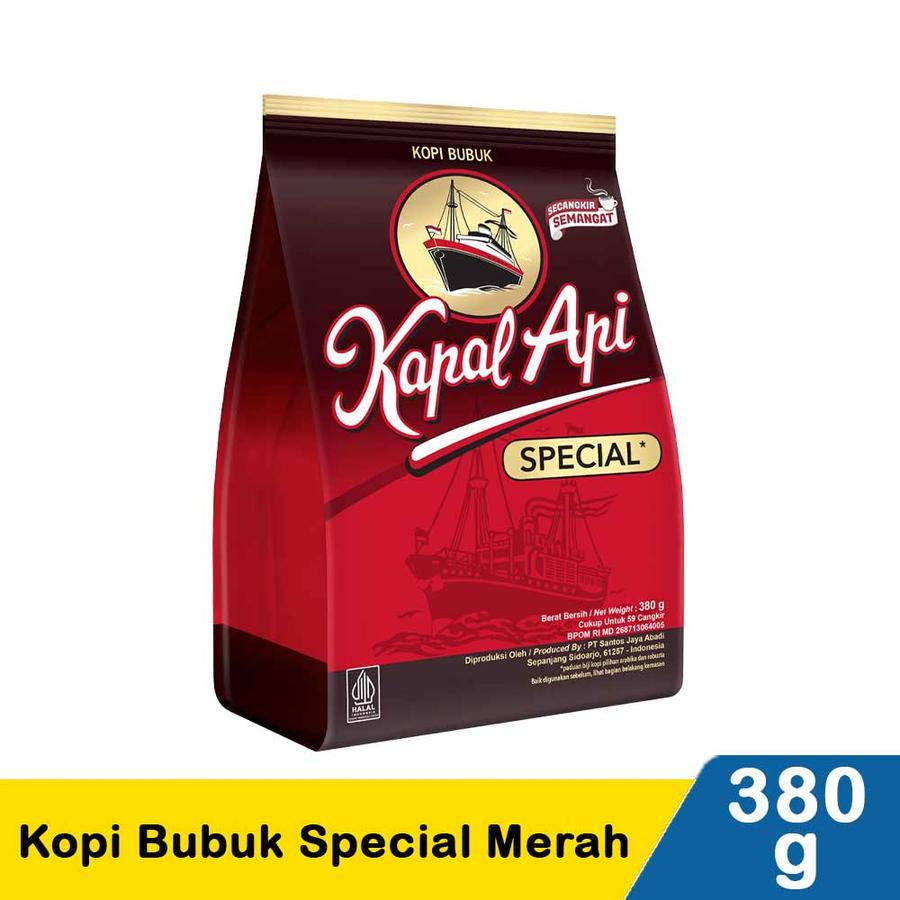 KOPI BUBUK
SECANGKIR
SEMANGAT
Kapal Api
SPECIAL*
Berat Bersih / Net Weight : 380 g
Cukup Untuk 59 Cangkir
BPOM RI MD 268713064005
Diproduksi Oleh / Produced By : PT Santos Jaya Abadi
Sepanjang Sidoarjo, 61257 - Indonesia
*paduan biji kopi pilihan arabika dan robusta
Baik digunakan sebelum, lihat bagian belakang kemasan
HALAL
INDONESIA
Kopi Bubuk Special Merah
380
g